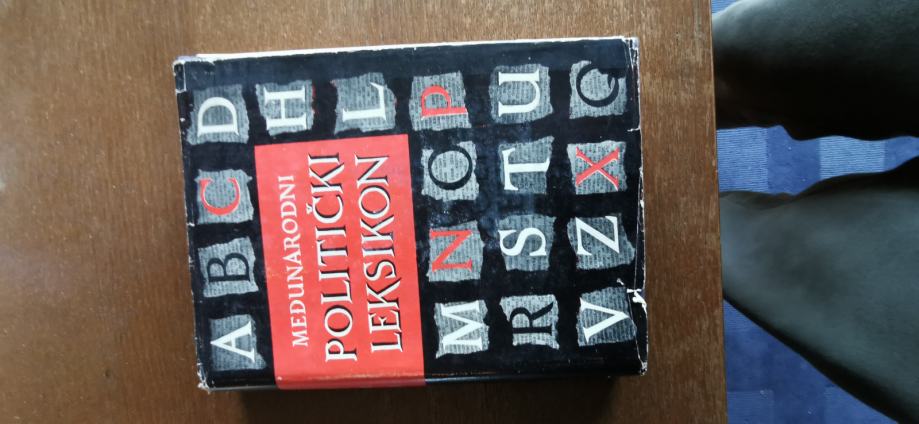 A B C D
MEĐUNARODNI
POLITIČKI
LEKSIKON
H
L
M N O P
R S T U
V Z X Q